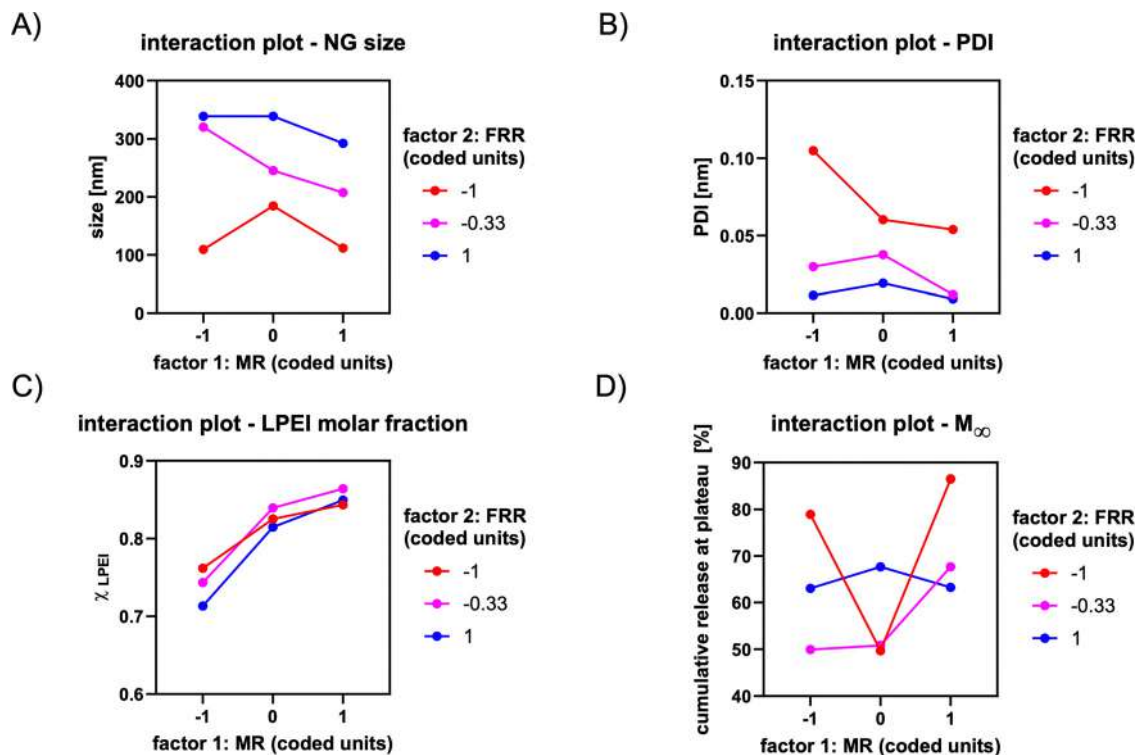 A)
interaction plot - NG size
size [nm]
400
300
200
100
0
-1 0 1
factor 1: MR (coded units)
factor 2: FRR
(coded units)
-1
-0.33
1
B)
interaction plot - PDI
PDI [nm]
0.15
0.10
0.05
0.00
-1 0 1
factor 1: MR (coded units)
factor 2: FRR
(coded units)
-1
-0.33
1
C)
interaction plot - LPEI molar fraction
χ LPEI
0.9
0.8
0.7
0.6
-1 0 1
factor 1: MR (coded units)
factor 2: FRR
(coded units)
-1
-0.33
1
D)
interaction plot - M∞
cumulative release at plateau [%]
90
80
70
60
50
40
-1 0 1
factor 1: MR (coded units)
factor 2: FRR
(coded units)
-1
-0.33
1